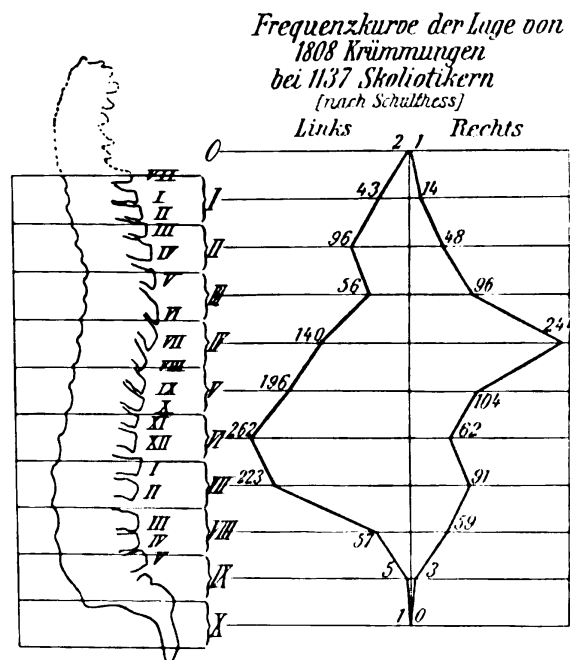 Frequenzkurve der Lage von
1808 Krümmungen
bei 1137 Skoliotikern
[nach Schulthess]
Links Rechts
O 2 1
VII
I I 43 14
II
III
IV II 96 48
V
III 56 96
VI
VII IV 140 24
VIII
IX V 196 104
X
XI
XII VI 262 62
I
II VII 223 91
III
IV VIII 57 59
V
IX 5 3
X 1 0